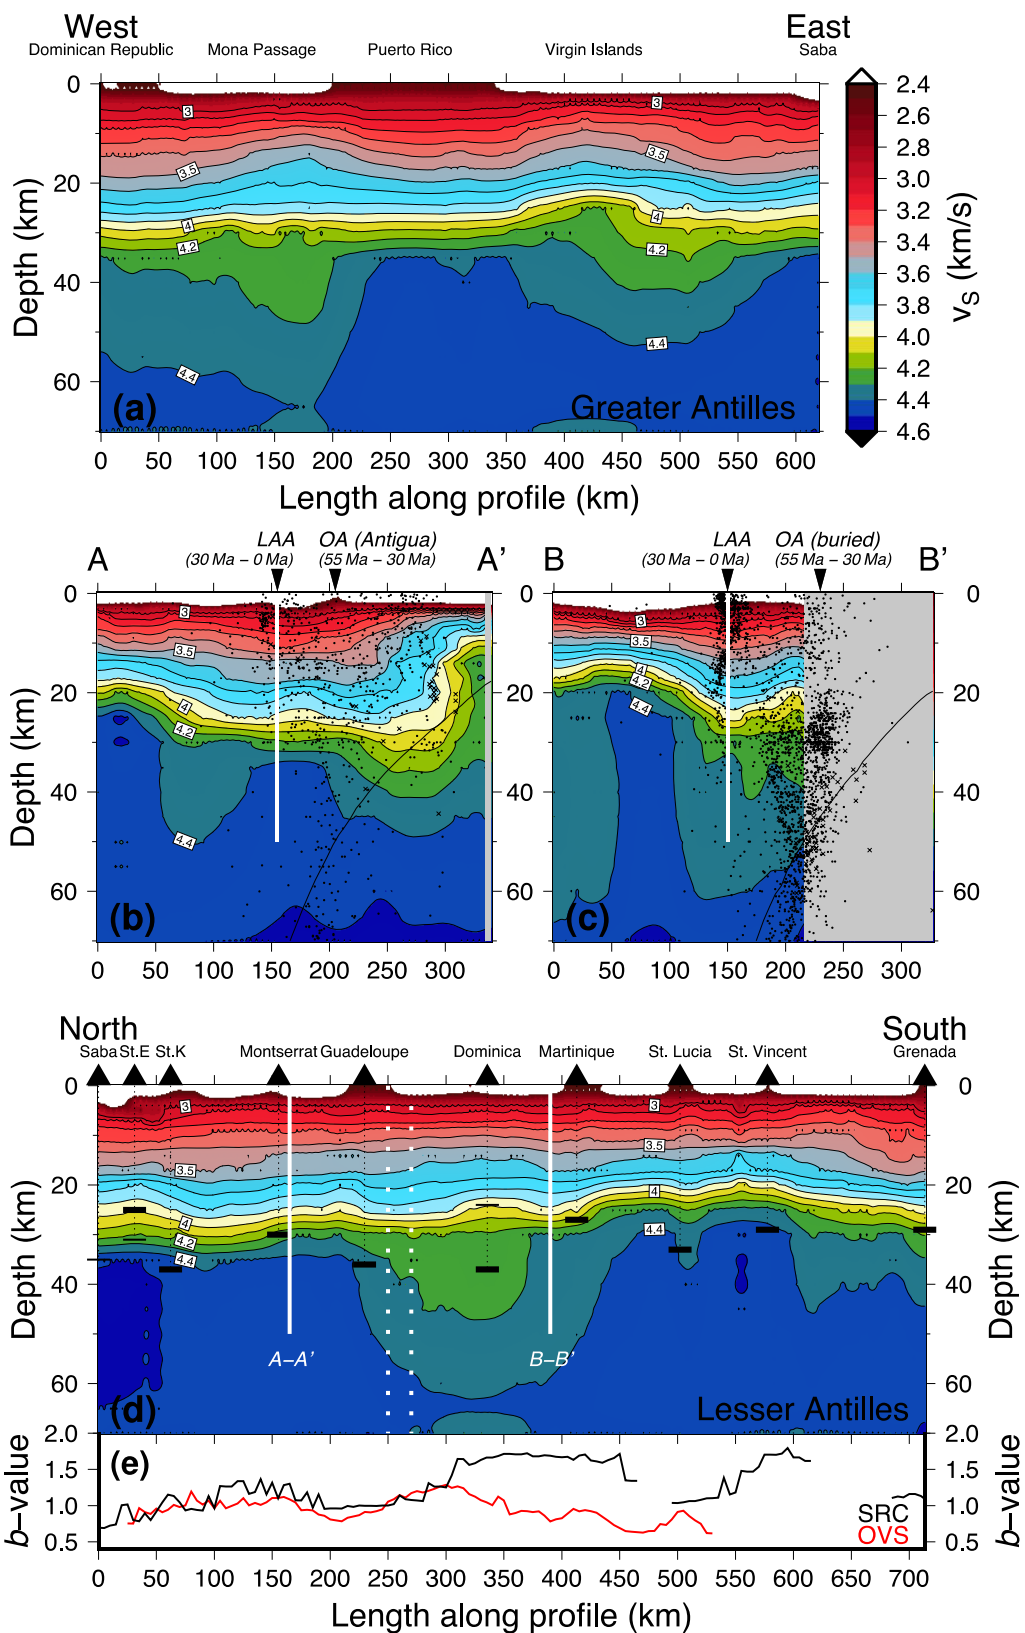 West
East
Dominican Republic
Mona Passage
Puerto Rico
Virgin Islands
Saba
0
20
40
60
Depth (km)
3
3.5
4
4.2
4.4
3.5
4
4.2
4.4
(a)
Greater Antilles
0 50 100 150 200 250 300 350 400 450 500 550 600
Length along profile (km)
2.4
2.6
2.8
3.0
3.2
3.4
3.6
3.8
4.0
4.2
4.4
4.6
vS (km/s)
A
LAA
(30 Ma – 0 Ma)
OA (Antigua)
(55 Ma – 30 Ma)
A'
0
20
40
60
Depth (km)
3
3.5
4
4.2
4.4
(b)
0 50 100 150 200 250 300
B
LAA
(30 Ma – 0 Ma)
OA (buried)
(55 Ma – 30 Ma)
B'
0
20
40
60
3
3.5
4
4.2
4.4
(c)
0
20
40
60
Depth (km)
0 50 100 150 200 250 300
North
South
Saba St.E St.K Montserrat Guadeloupe Dominica Martinique St. Lucia St. Vincent Grenada
0
20
40
60
Depth (km)
3
3.5
4
4.2
4.4
3
3.5
4
4.4
A–A'
B–B'
(d)
Lesser Antilles
0
20
40
60
Depth (km)
2.0
1.5
1.0
0.5
b–value
(e)
SRC
OVS
2.0
1.5
1.0
0.5
b–value
0 50 100 150 200 250 300 350 400 450 500 550 600 650 700
Length along profile (km)